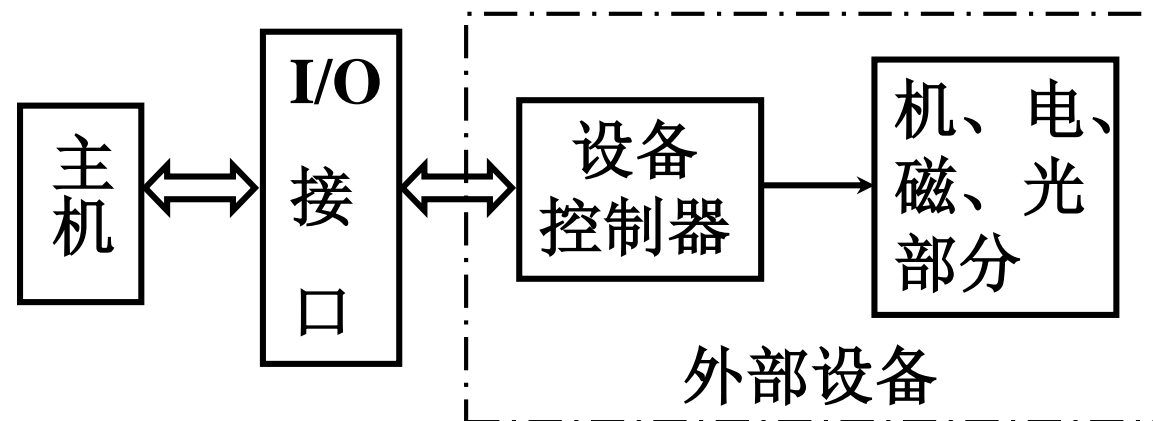 主
机
I/O
接
口
设备
控制器
机、电、
磁、光
部分
外部设备